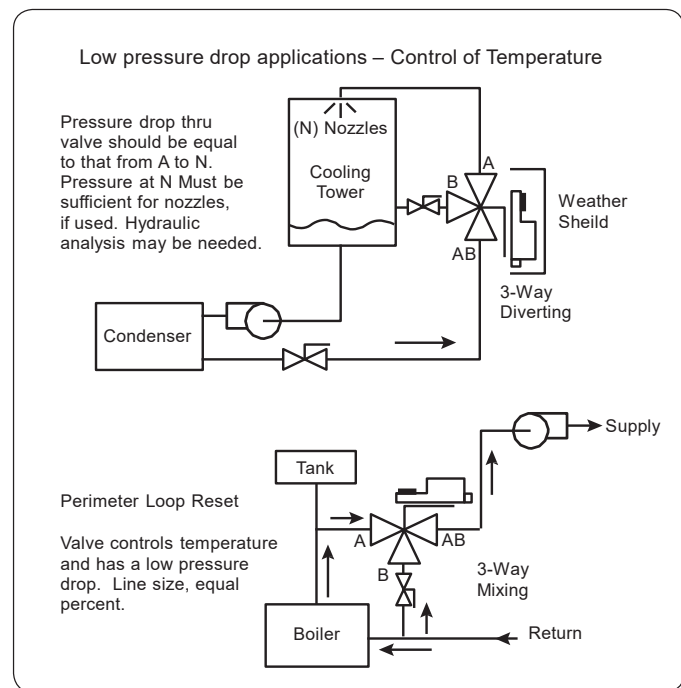 Low pressure drop applications – Control of Temperature
Pressure drop thru
valve should be equal
to that from A to N.
Pressure at N Must be
sufficient for nozzles,
if used. Hydraulic
analysis may be needed.
(N) Nozzles
Cooling
Tower
A
B
AB
Weather
Sheild
3-Way
Diverting
Condenser
Supply
Tank
Perimeter Loop Reset
Valve controls temperature
and has a low pressure
drop. Line size, equal
percent.
A
AB
B
3-Way
Mixing
Boiler
Return